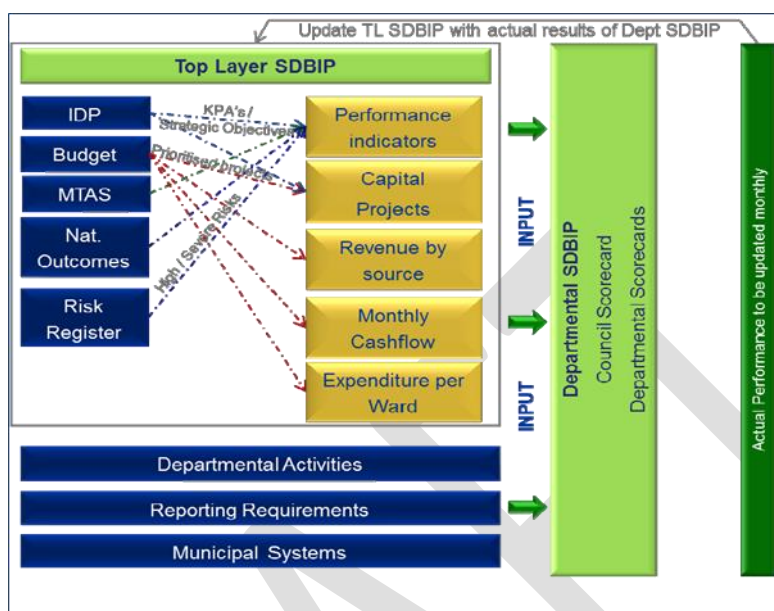 Update TL SDBIP with actual results of Dept SDBIP
Top Layer SDBIP
IDP
Budget
MTAS
Nat.
Outcomes
Risk
Register
KPA's /
Strategic Objectives
Prioritised projects
High / Severe Risks
Performance
indicators
Capital
Projects
Revenue by
source
Monthly
Cashflow
Expenditure per
Ward
INPUT
INPUT
Departmental SDBIP
Council Scorecard
Departmental Scorecards
Actual Performance to be updated monthly
Departmental Activities
Reporting Requirements
Municipal Systems